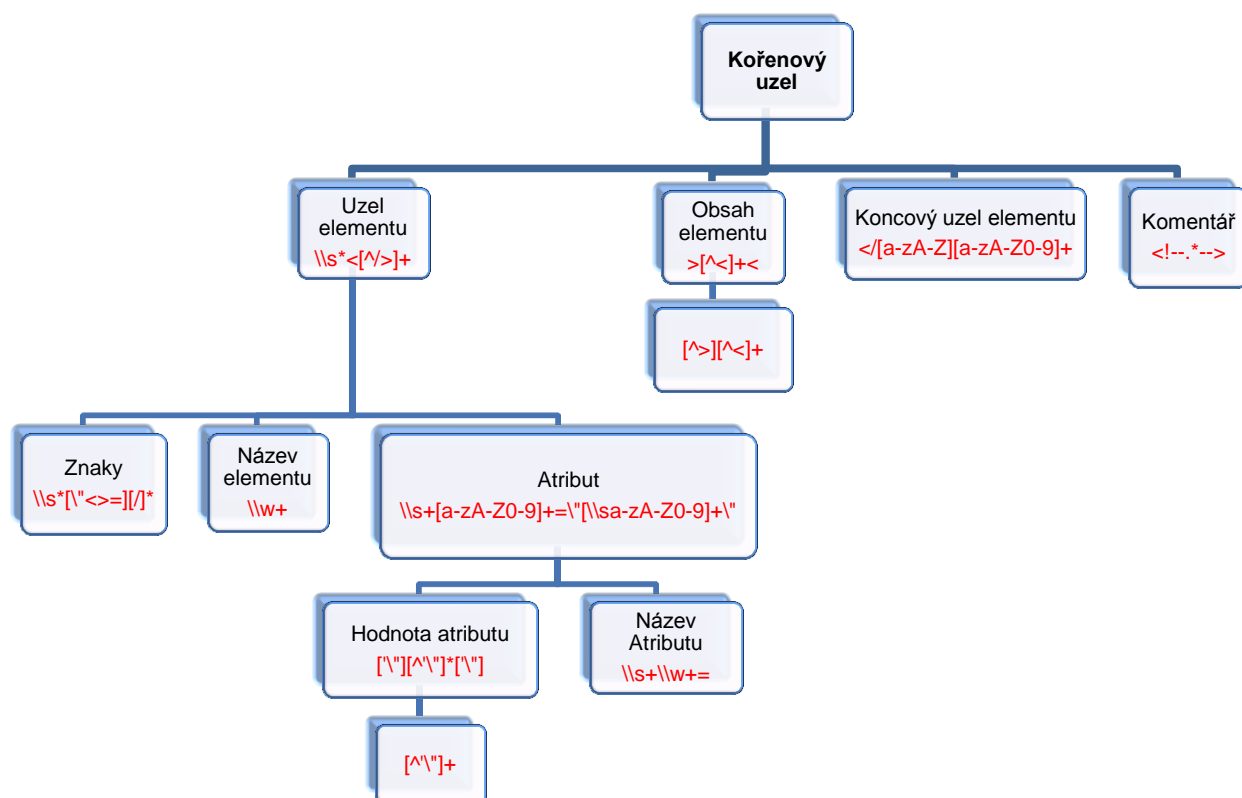 Kořenový
uzel
Uzel
elementu
\\s*<[^/>]+
Obsah
elementu
>[^<]+<
Koncový uzel elementu
</[a-zA-Z][a-zA-Z0-9]+
Komentář
<!--.*-->
[^>][^<]+
Znaky
\\s*[\"<>=][/]*
Název
elementu
\\w+
Atribut
\\s+[a-zA-Z0-9]+=\"[\\sa-zA-Z0-9]+\"
Hodnota atributu
['\"][^'\"]*['\"]
Název
Atributu
\\s+\\w+=
[^'\"]+